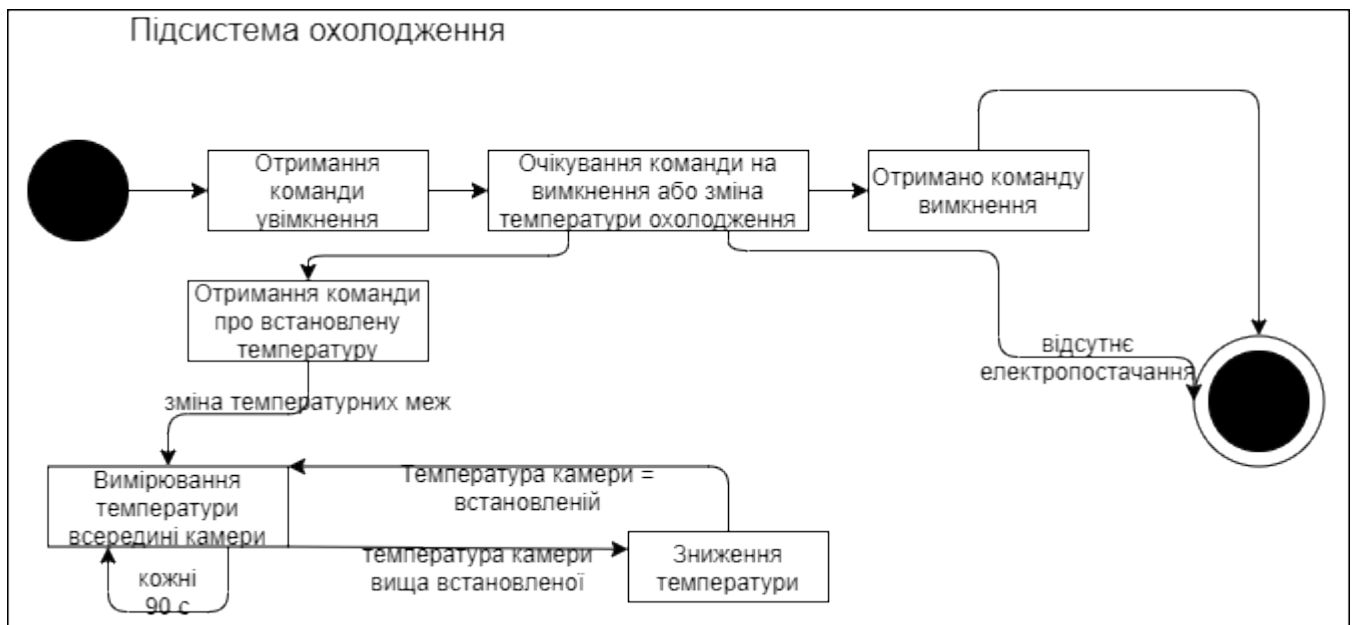 Підсистема охолодження
Отримання
команди
увімкнення
Очікування команди на
вимкнення або зміна
температури охолодження
Отримано команду
вимкнення
Отримання команди
про встановлену
температуру
відсутнє
електропостачання
зміна температурних меж
Вимірювання
температури
всередині камери
Температура камери =
встановленій
температура камери
вища встановленої
Зниження
температури
кожні
90 с